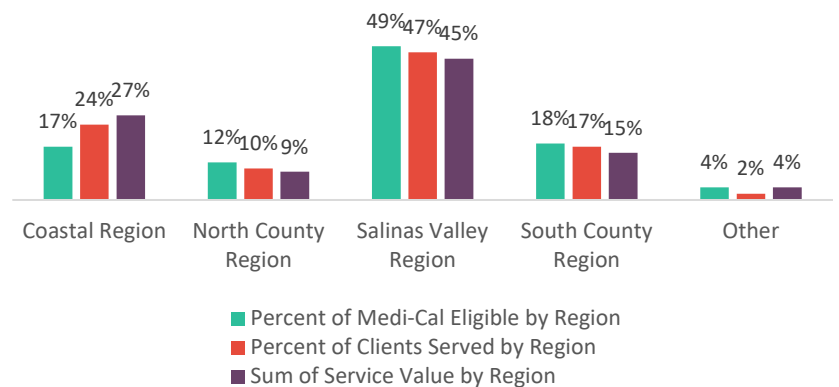 17% 24% 27%
12% 10% 9%
49% 47% 45%
18% 17% 15%
4% 2% 4%
Coastal Region
North County
Region
Salinas Valley
Region
South County
Region
Other
Percent of Medi-Cal Eligible by Region
Percent of Clients Served by Region
Sum of Service Value by Region